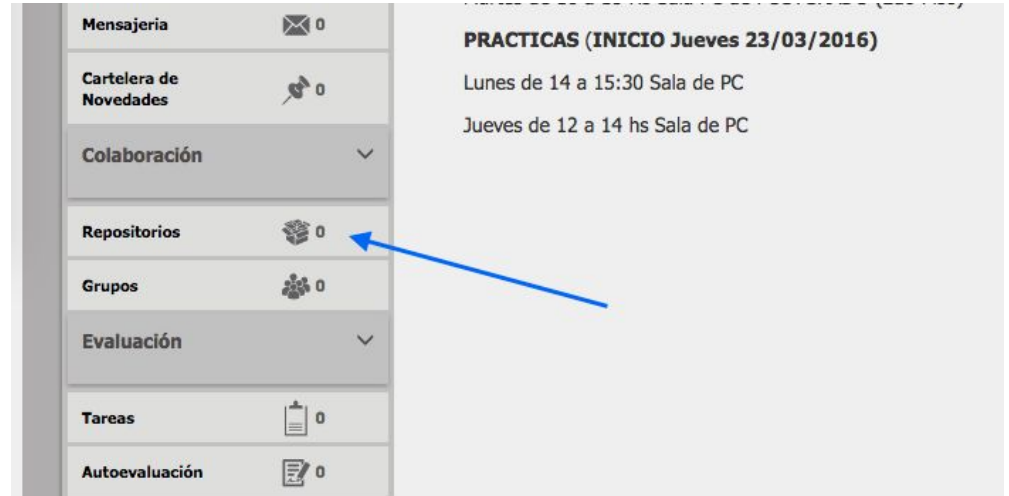 Mensajeria 0
Cartelera de
Novedades 0
Colaboración
Repositorios 0
Grupos 0
Evaluación
Tareas 0
Autoevaluación 0
PRACTICAS (INICIO Jueves 23/03/2016)
Lunes de 14 a 15:30 Sala de PC
Jueves de 12 a 14 hs Sala de PC